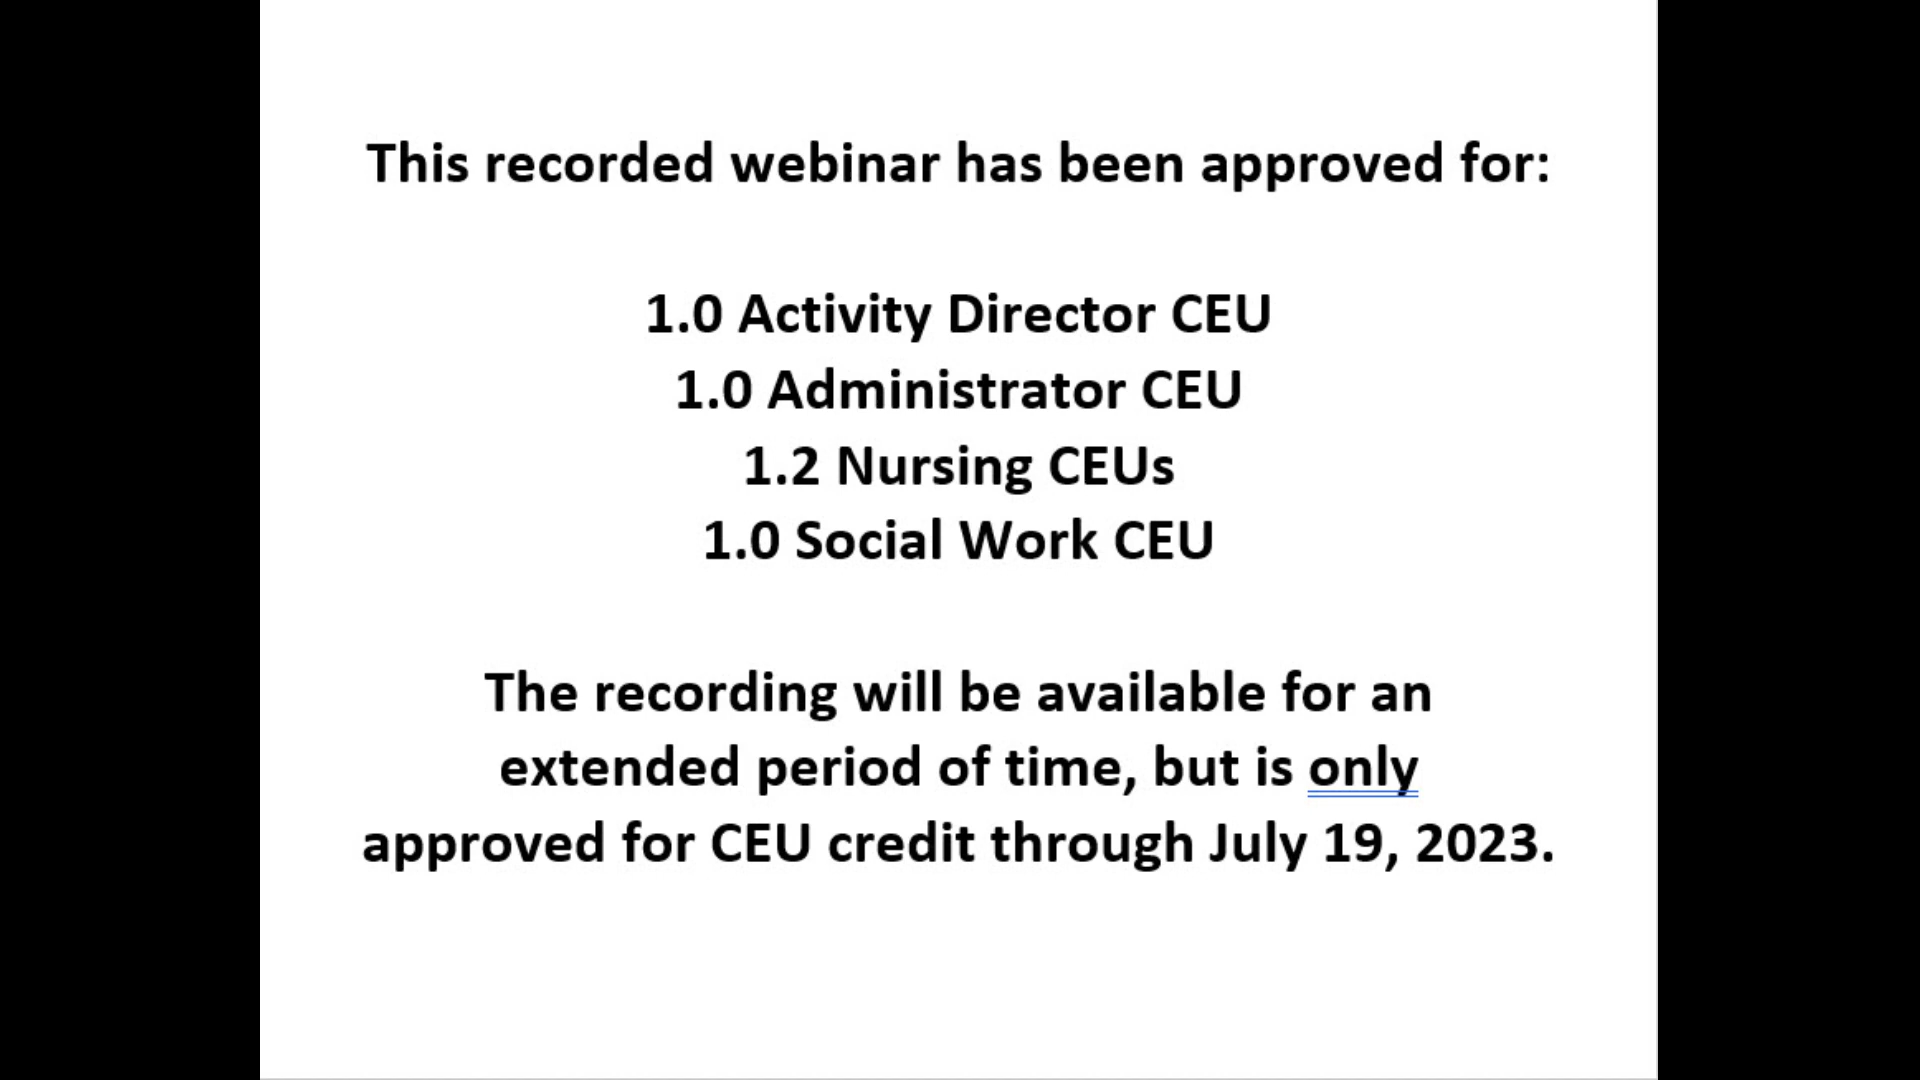 This recorded webinar has been approved for:
1.0 Activity Director CEU
1.0 Administrator CEU
1.2 Nursing CEUs
1.0 Social Work CEU
The recording will be available for an
extended period of time, but is only
approved for CEU credit through July 19, 2023.